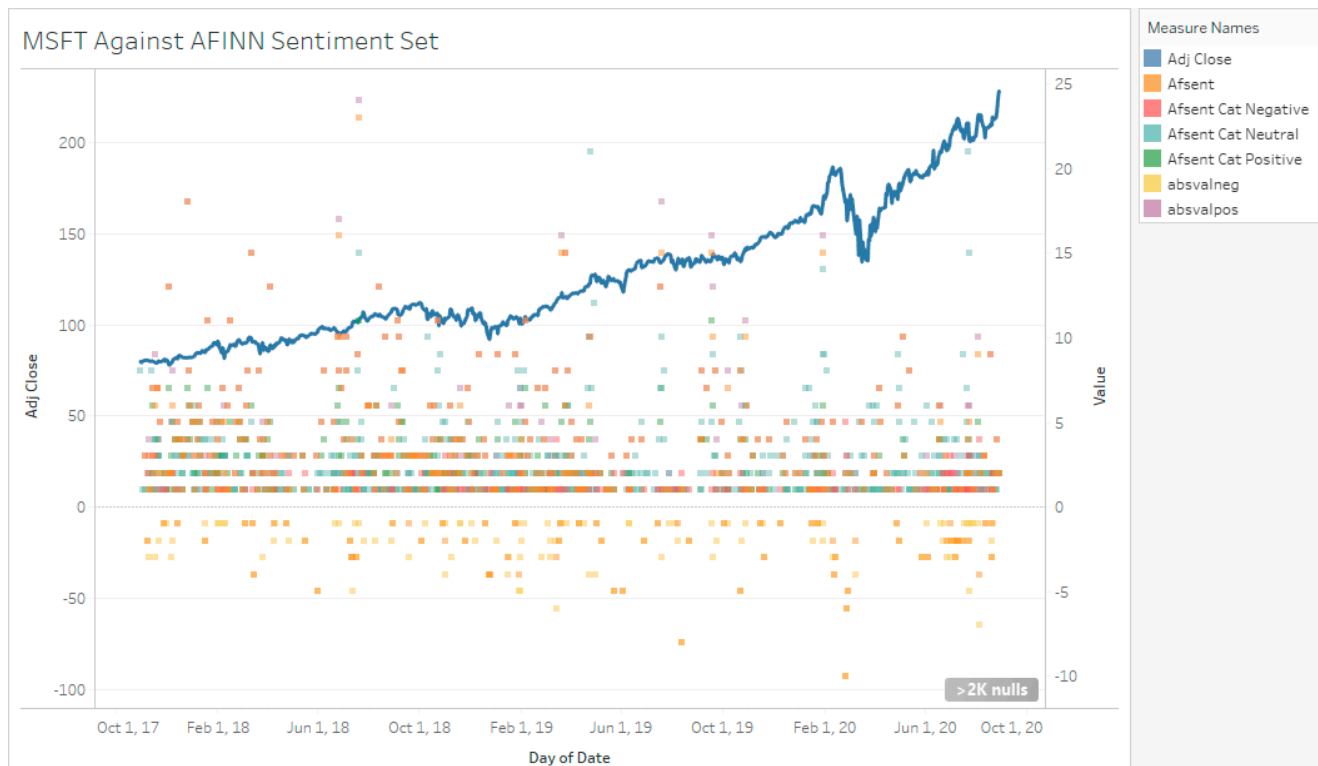 MSFT Against AFINN Sentiment Set
Measure Names
Adj Close
Afsent
Afsent Cat Negative
Afsent Cat Neutral
Afsent Cat Positive
absvalneg
absvalpos
Adj Close
200
150
100
50
0
-50
-100
25
20
15
10
5
0
-5
-10
Value
>2K nulls
Oct 1, 17
Feb 1, 18
Jun 1, 18
Oct 1, 18
Feb 1, 19
Jun 1, 19
Oct 1, 19
Feb 1, 20
Jun 1, 20
Oct 1, 20
Day of Date